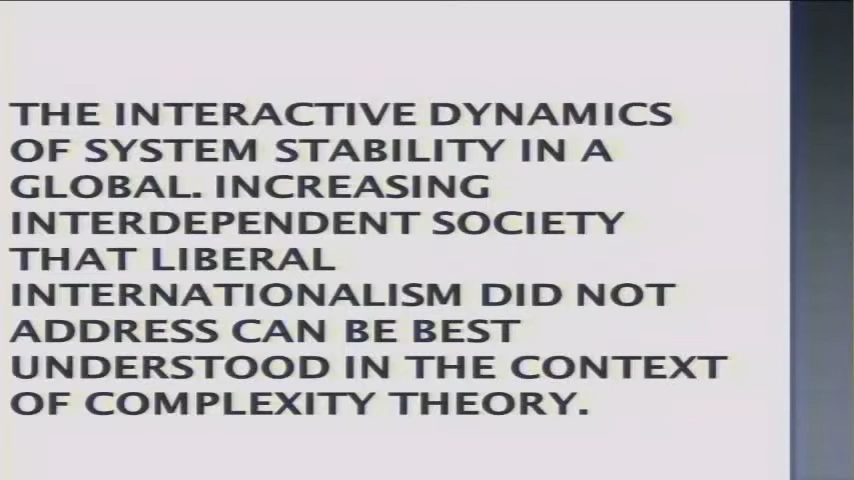 THE INTERACTIVE DYNAMICS
OF SYSTEM STABILITY IN A
GLOBAL. INCREASING
INTERDEPENDENT SOCIETY
THAT LIBERAL
INTERNATIONALISM DID NOT
ADDRESS CAN BE BEST
UNDERSTOOD IN THE CONTEXT
OF COMPLEXITY THEORY.